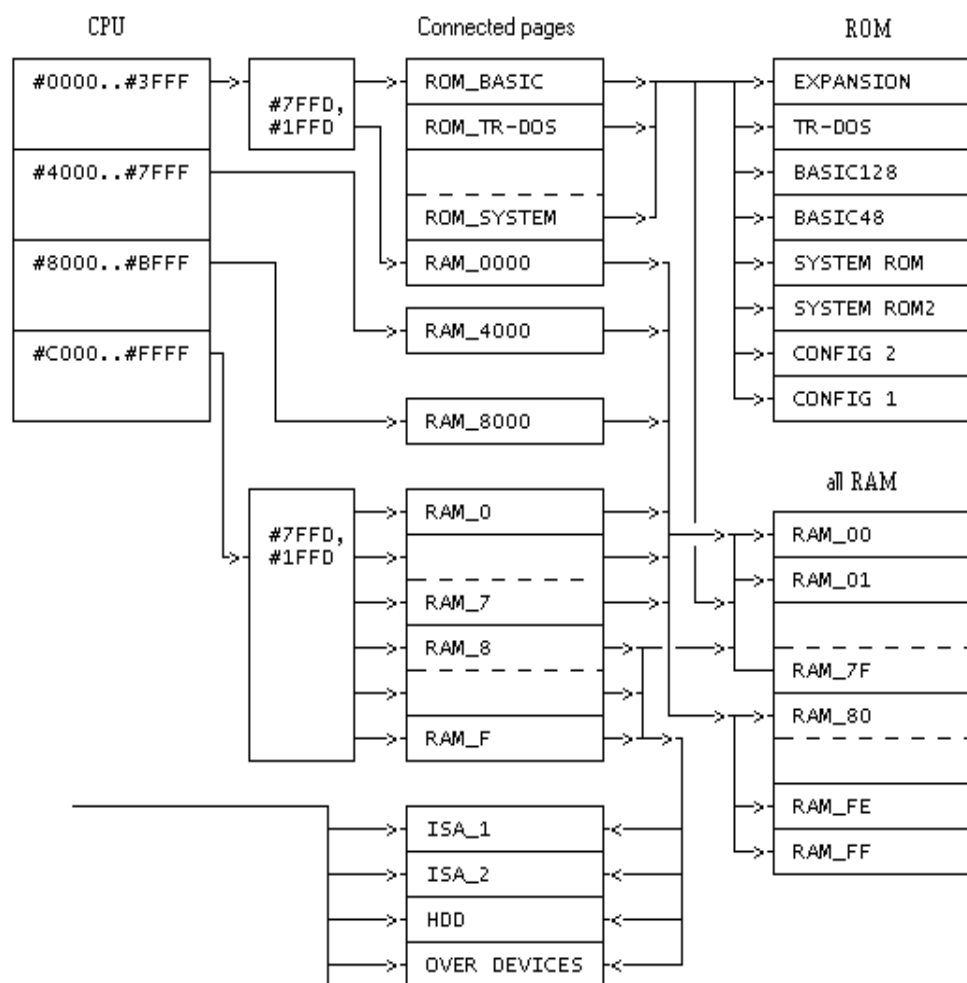 CPU
Connected pages
ROM
#0000..#3FFF
#4000..#7FFF
#8000..#BFFF
#C000..#FFFF
#7FFD,
#1FFD
ROM_BASIC
ROM_TR-DOS
ROM_SYSTEM
RAM_0000
RAM_4000
RAM_8000
EXPANSION
TR-DOS
BASIC128
BASIC48
SYSTEM ROM
SYSTEM ROM2
CONFIG 2
CONFIG 1
#7FFD,
#1FFD
RAM_0
RAM_7
RAM_8
RAM_F
all RAM
RAM_00
RAM_01
RAM_7F
RAM_80
RAM_FE
RAM_FF
ISA_1
ISA_2
HDD
OVER DEVICES